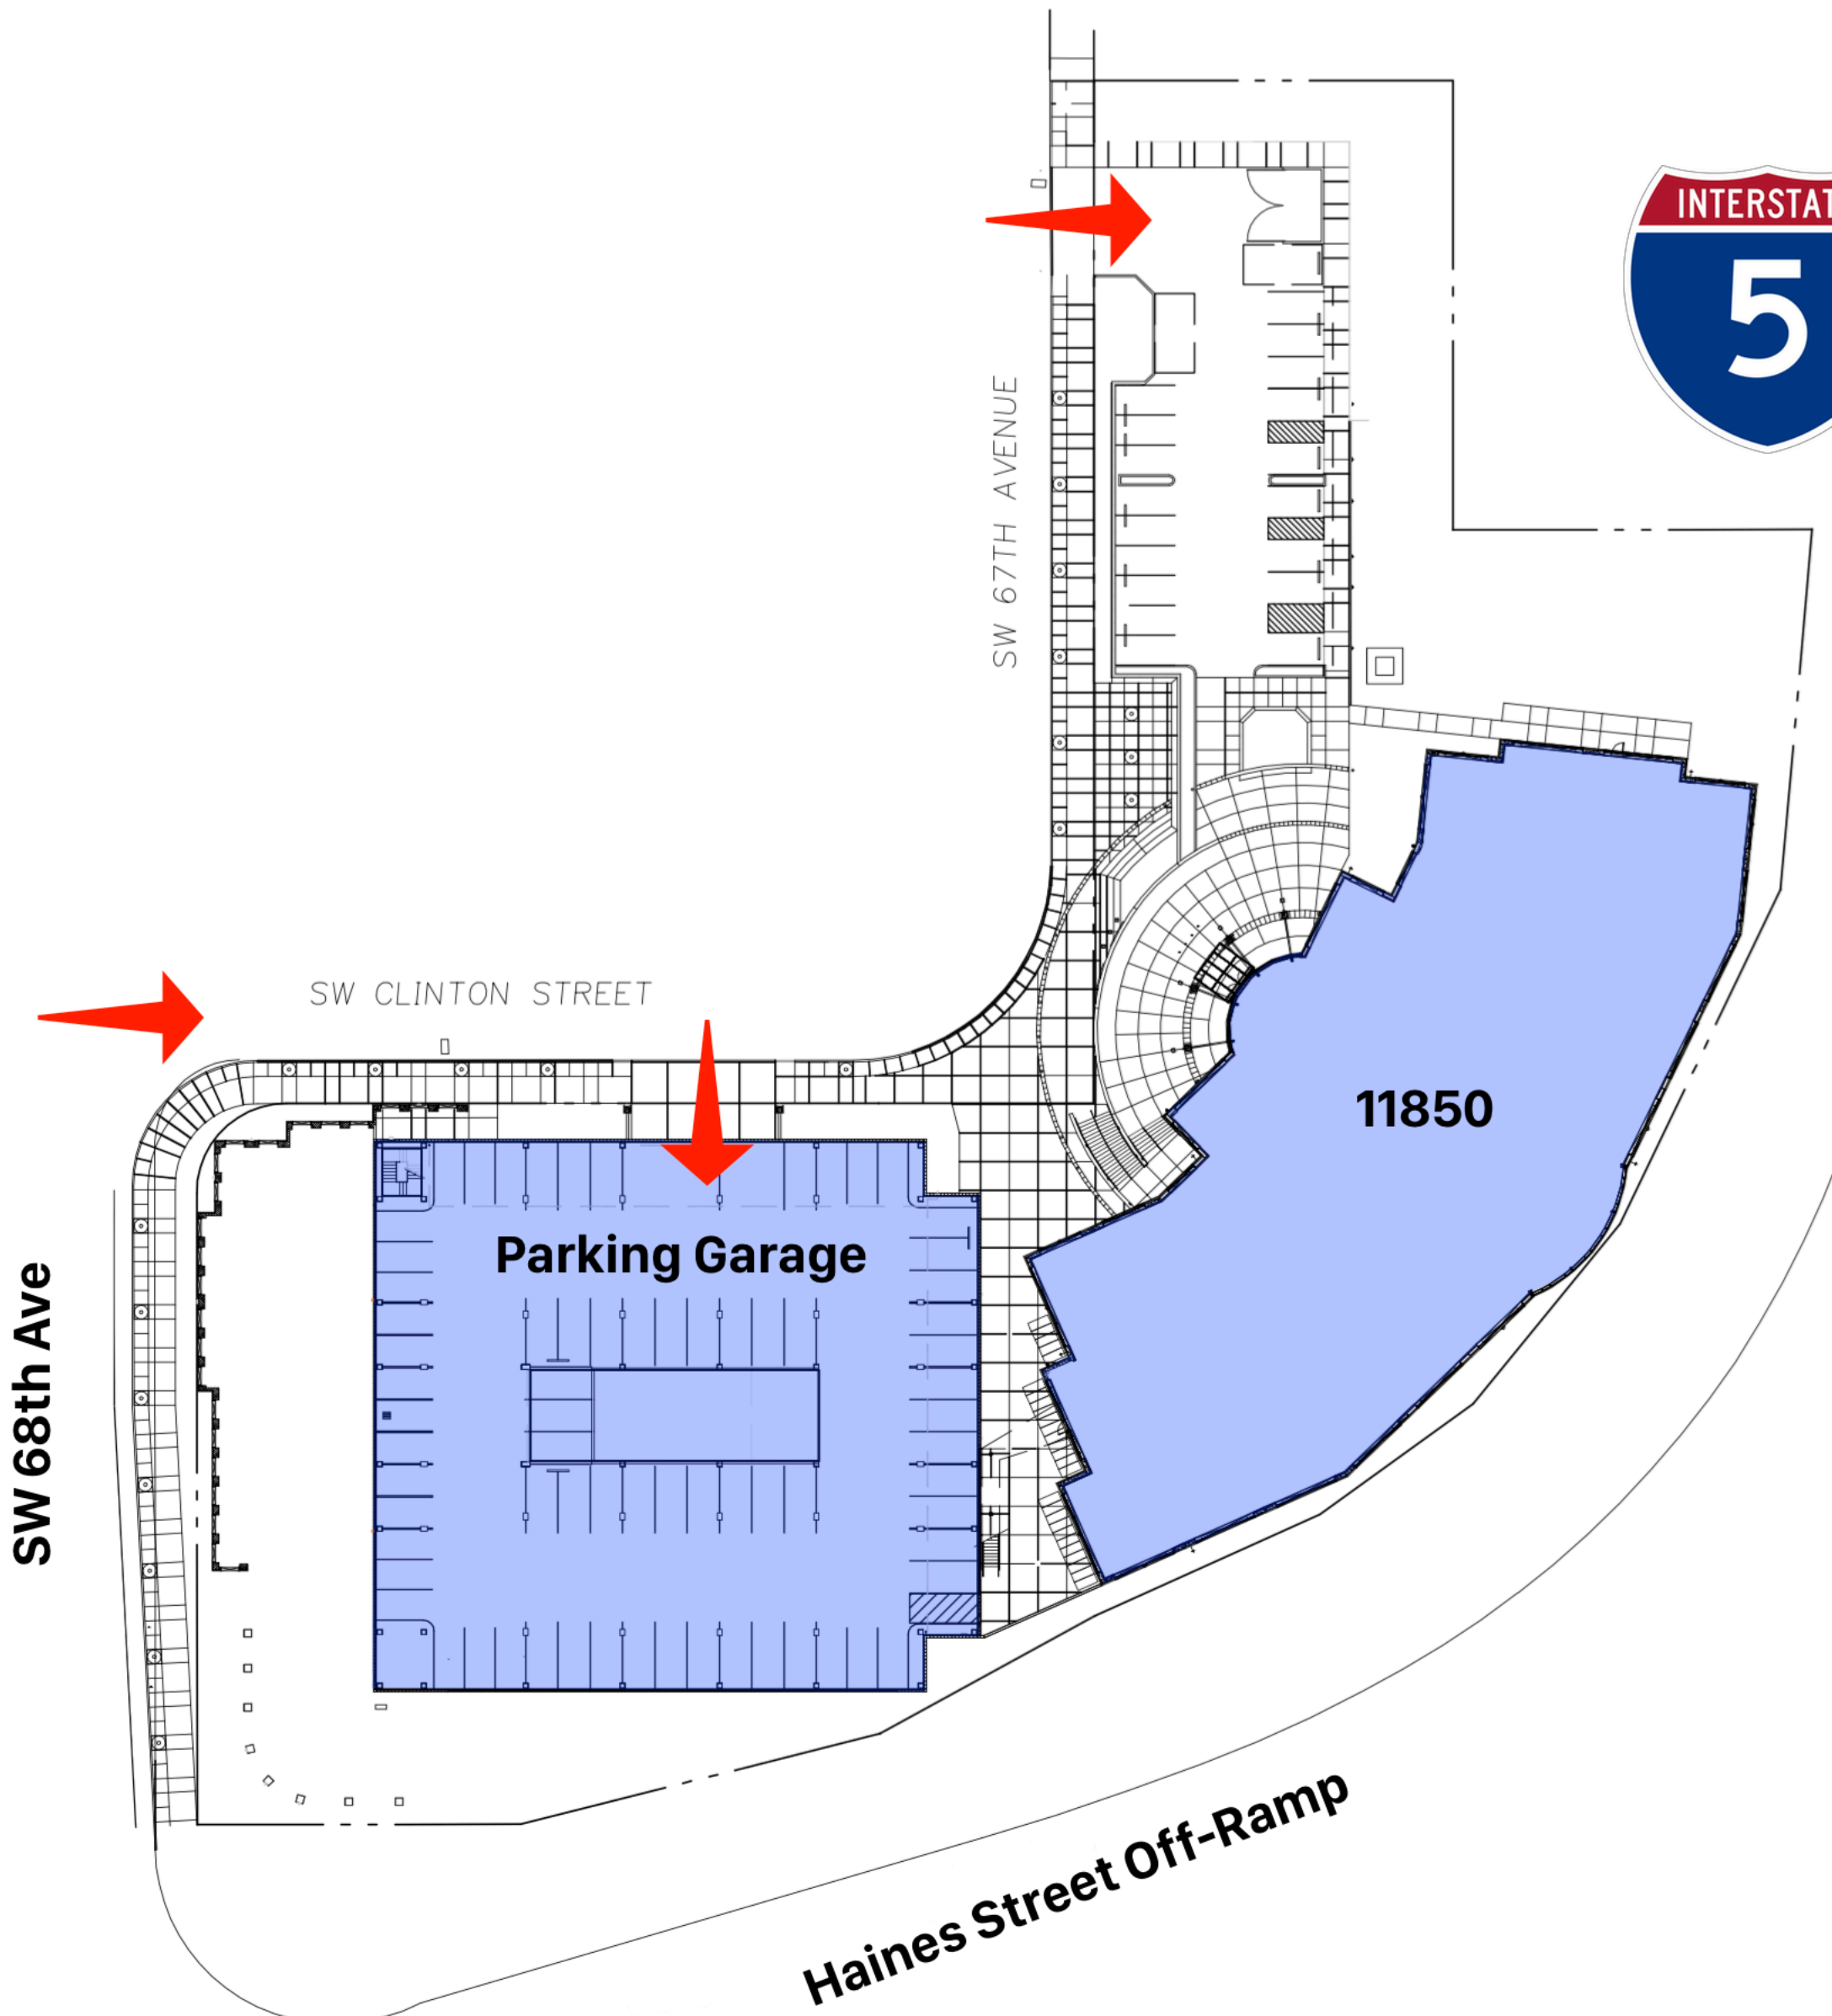 INTERSTAT
5
SW 67TH AVENUE
SW CLINTON STREET
11850
Parking Garage
SW 68th Ave
Haines Street Off-Ramp